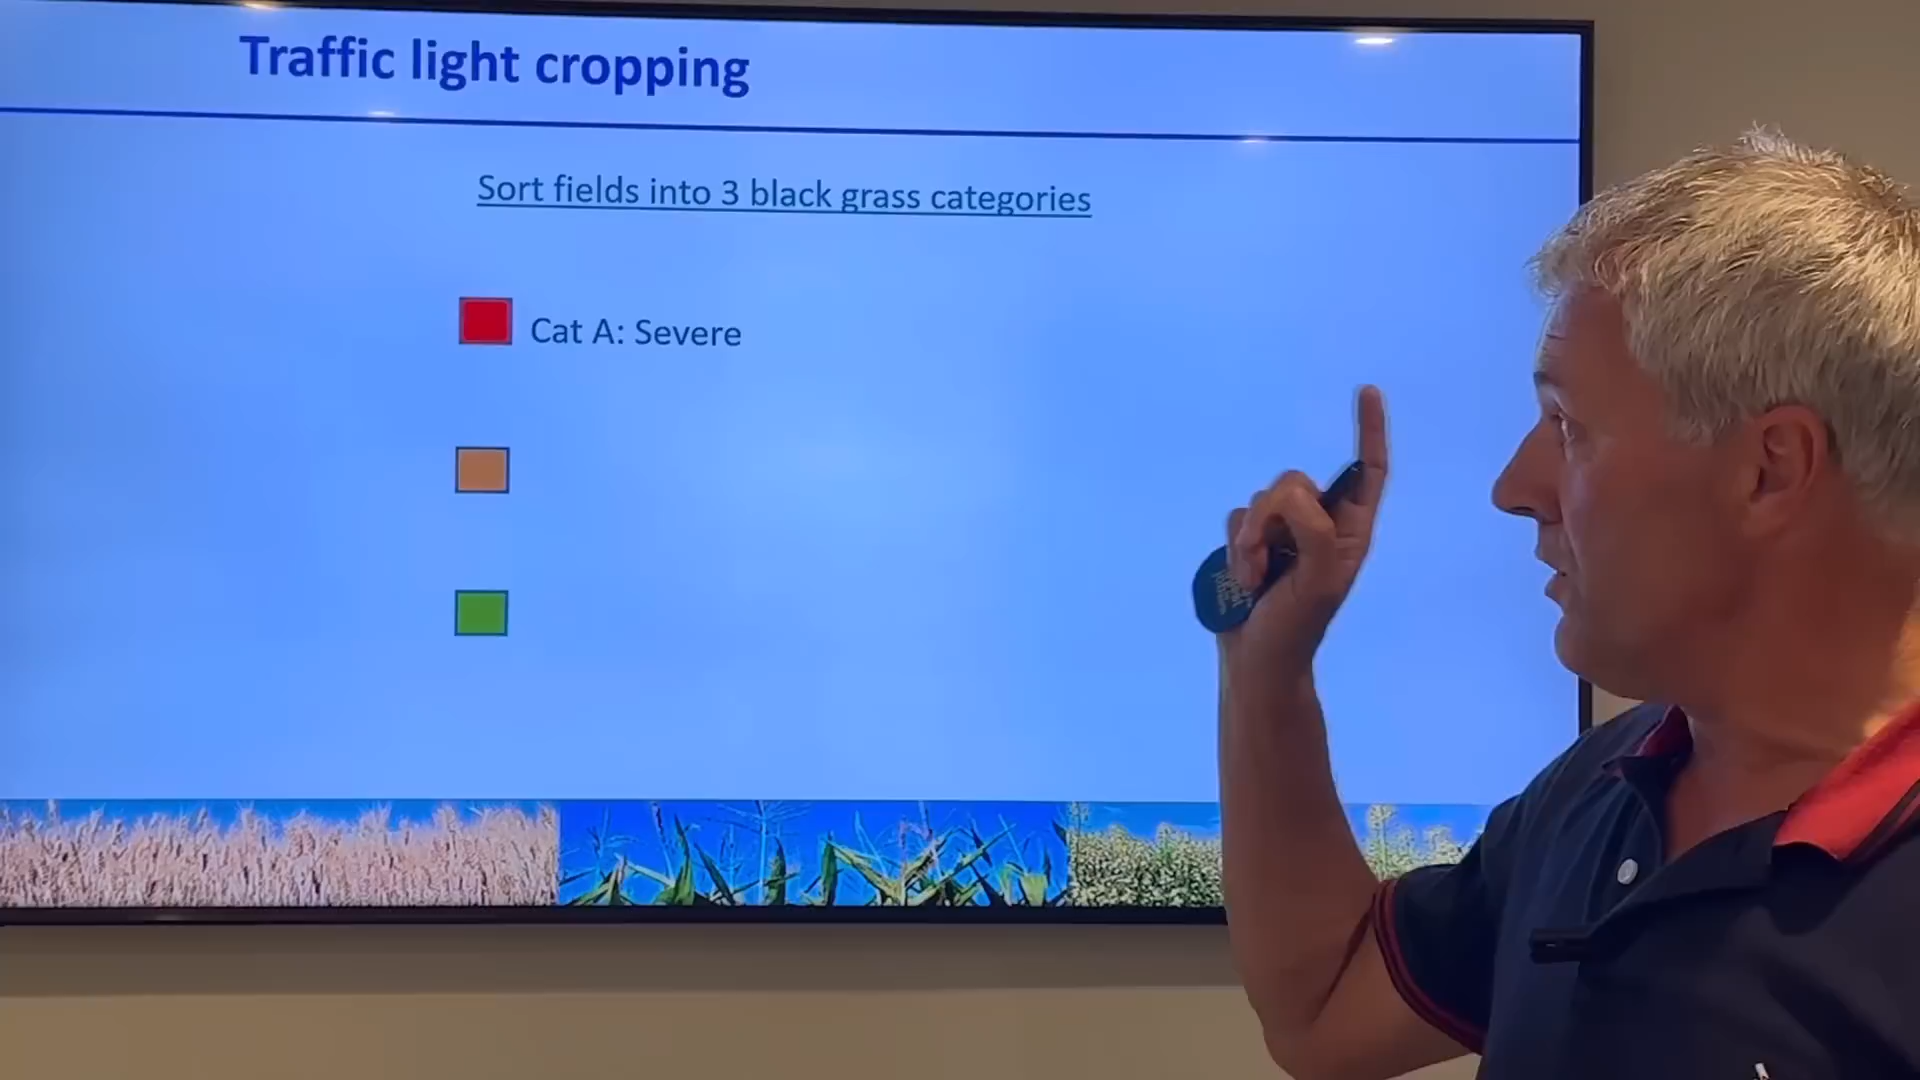 Traffic light cropping
Sort fields into 3 black grass categories
Cat A: Severe